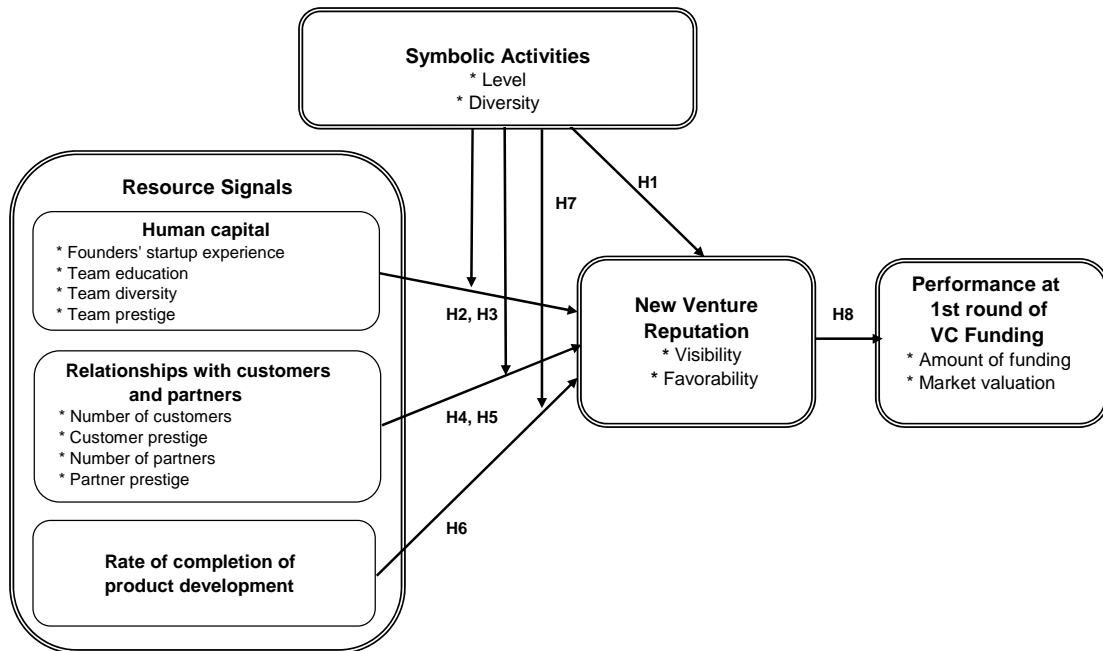 Symbolic Activities
* Level
* Diversity
H1
H7
Resource Signals
Human capital
* Founders' startup experience
* Team education
* Team diversity
* Team prestige
H2, H3
Relationships with customers
and partners
* Number of customers
* Customer prestige
* Number of partners
* Partner prestige
H4, H5
Rate of completion of
product development
H6
New Venture
Reputation
* Visibility
* Favorability
H8
Performance at
1st round of
VC Funding
* Amount of funding
* Market valuation